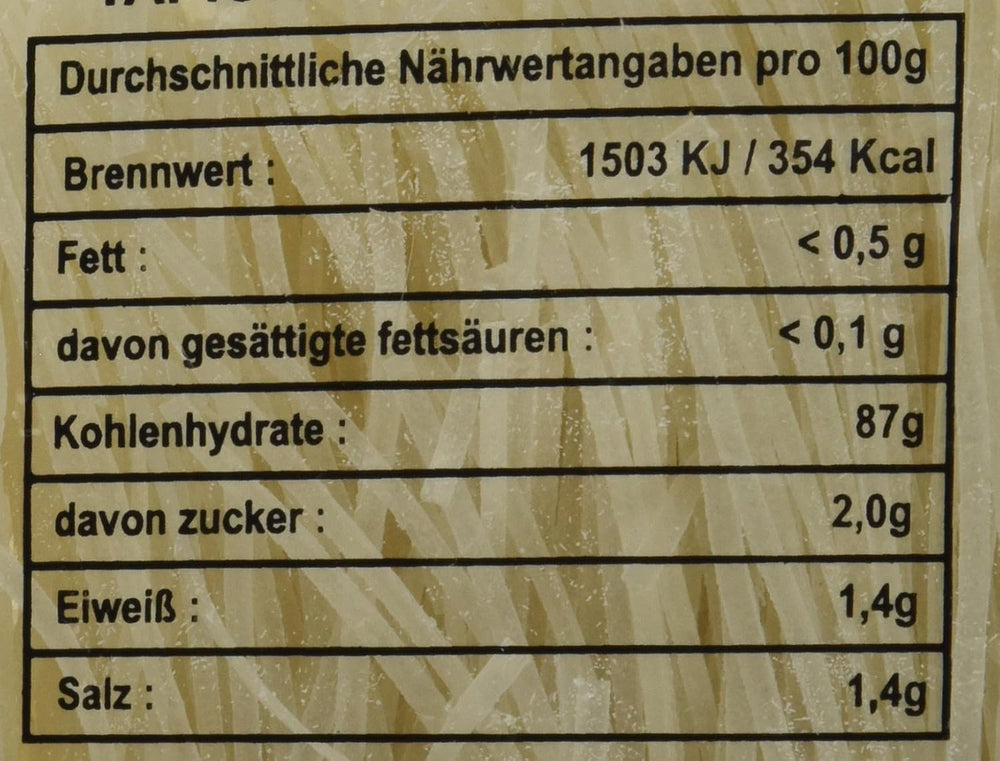 Durchschnittliche Nährwertangaben pro 100g
Brennwert : 1503 KJ / 354 Kcal
Fett : < 0,5 g
davon gesättigte fettsäuren : < 0,1 g
Kohlenhydrate : 87g
davon zucker : 2,0g
Eiweiß : 1,4g
Salz : 1,4g